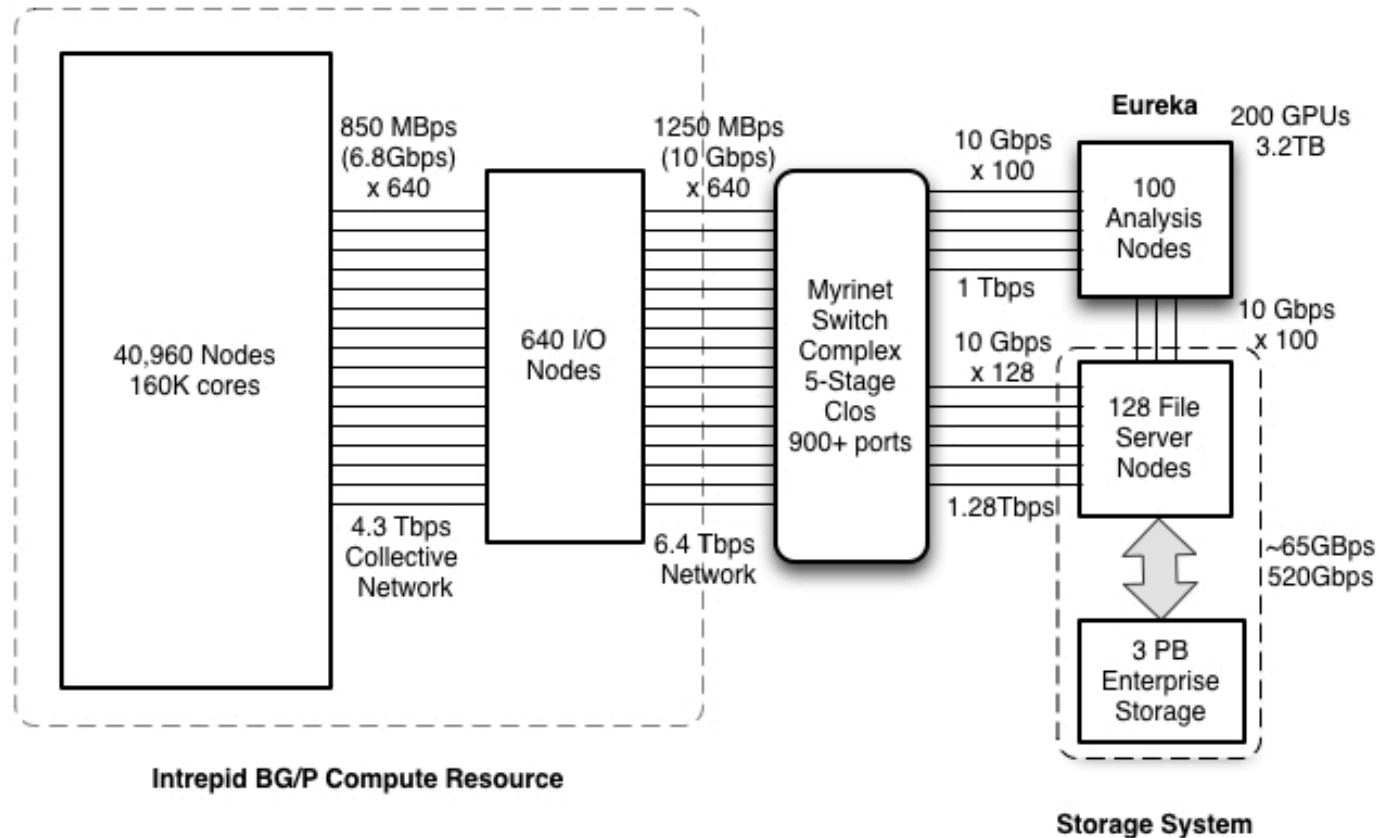 40,960 Nodes
160K cores
850 MBps
(6.8Gbps)
x 640
4.3 Tbps
Collective
Network
640 I/O
Nodes
1250 MBps
(10 Gbps)
x 640
6.4 Tbps
Network
Myrinet
Switch
Complex
5-Stage
Clos
900+ ports
10 Gbps
x 100
1 Tbps
10 Gbps
x 128
1.28Tbps
Eureka
200 GPUs
3.2TB
100
Analysis
Nodes
10 Gbps
x 100
128 File
Server
Nodes
~65GBps
520Gbps
3 PB
Enterprise
Storage
Intrepid BG/P Compute Resource
Storage System